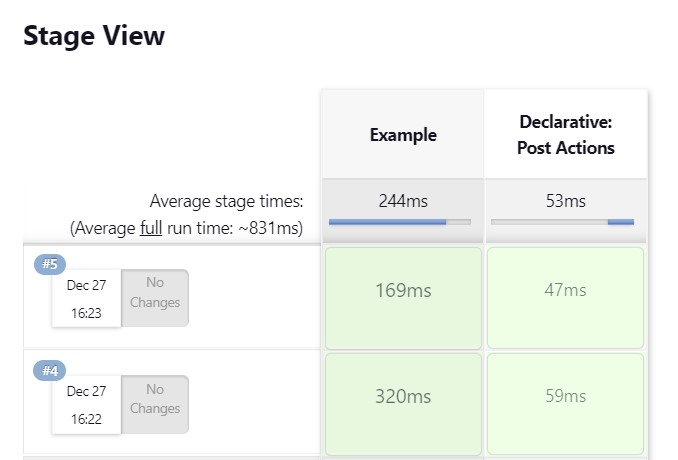 Stage View
Example
Declarative:
Post Actions
Average stage times:
(Average full run time: ~831ms)
244ms
53ms
#5
Dec 27
16:23
No
Changes
169ms
47ms
#4
Dec 27
16:22
No
Changes
320ms
59ms